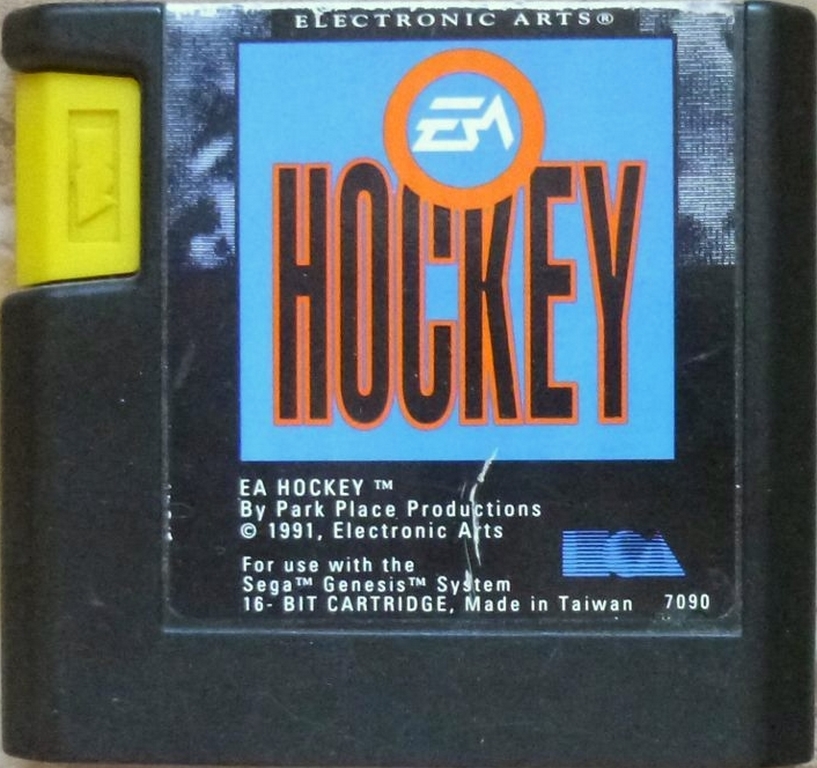 ELECTRONIC ARTS®
EA
HOCKEY
EA HOCKEY ™
By Park Place Productions
© 1991, Electronic Arts
EA
For use with the
Sega™ Genesis™ System
16- BIT CARTRIDGE, Made in Taiwan 7090